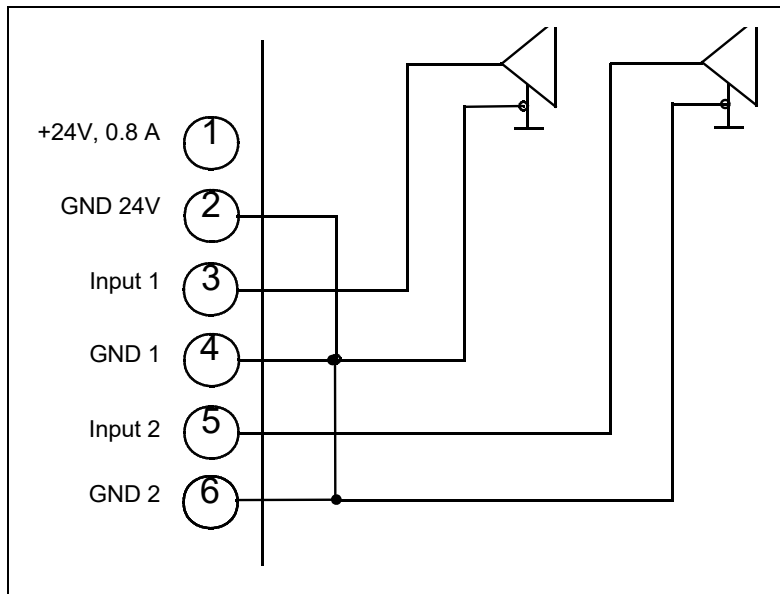 +24V, 0.8 A 1
GND 24V 2
Input 1 3
GND 1 4
Input 2 5
GND 2 6